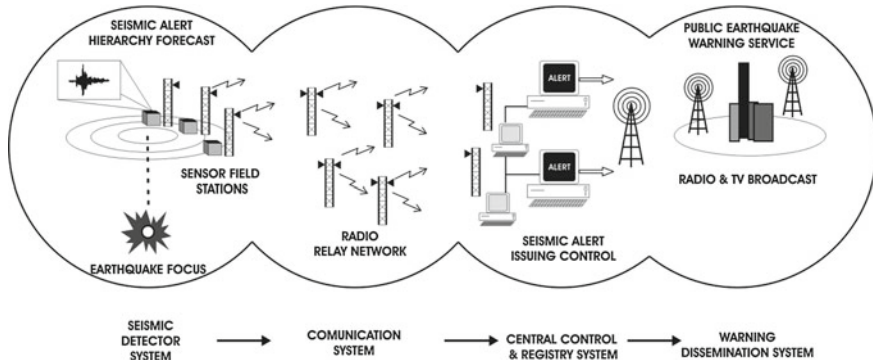 SEISMIC ALERT
HIERARCHY FORECAST
SENSOR FIELD
STATIONS
EARTHQUAKE FOCUS
RADIO
RELAY NETWORK
ALERT
ALERT
SEISMIC ALERT
ISSUING CONTROL
PUBLIC EARTHQUAKE
WARNING SERVICE
RADIO & TV BROADCAST
SEISMIC
DETECTOR
SYSTEM
COMUNICATION
SYSTEM
CENTRAL CONTROL
& REGISTRY SYSTEM
WARNING
DISSEMINATION SYSTEM